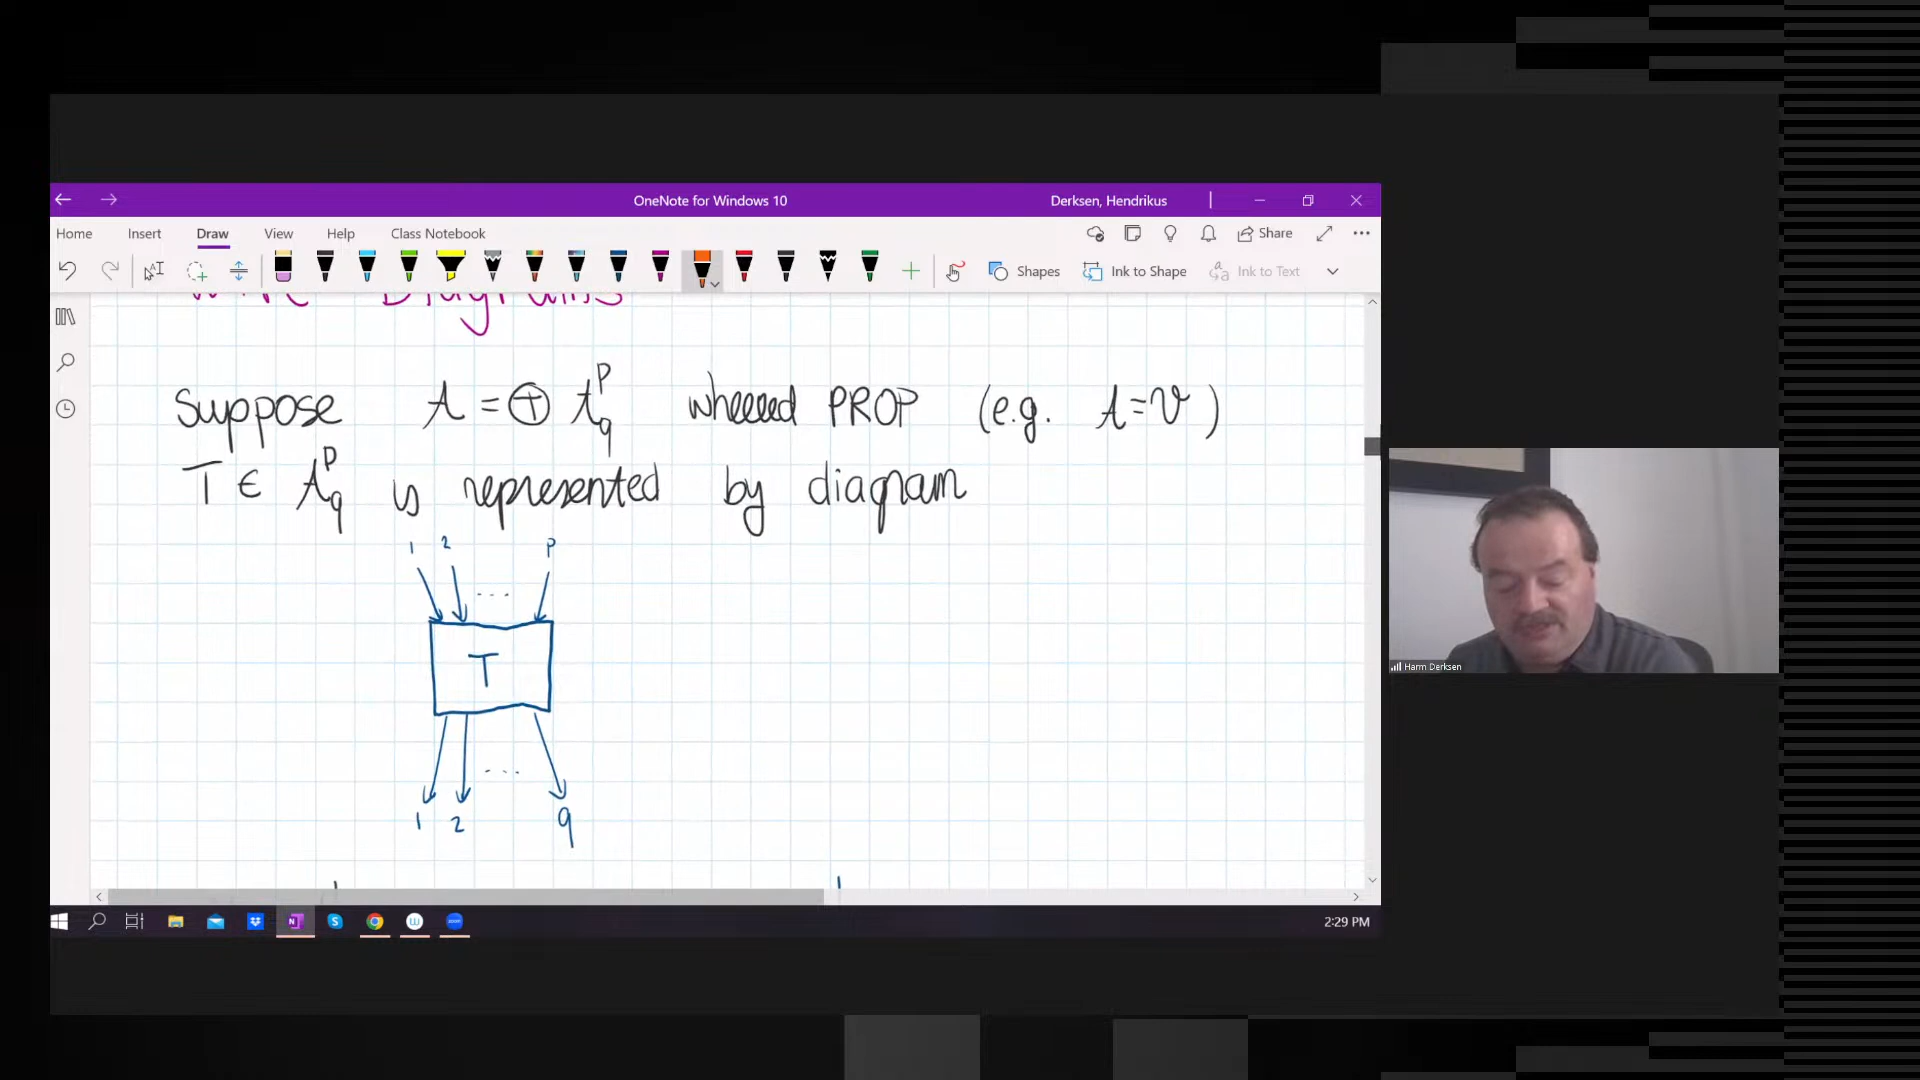 OneNote for Windows 10
Derksen, Hendrikus
Home Insert Draw View Help Class Notebook
Share
Shapes Ink to Shape Ink to Text
Diagrams
Suppose A = ⊕ A^p_q wheeled PROP (e.g. A = V)
T ∈ A^p_q is represented by diagram
1 2 ... p
T
...
1 2 q
Harm Derksen
2:29 PM